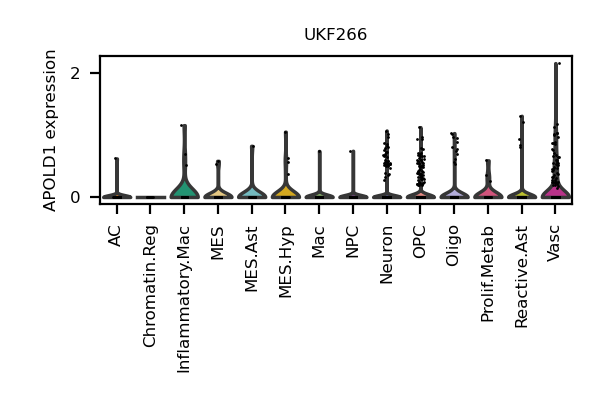 UKF266
APOLD1 expression
2
0
AC
Chromatin.Reg
Inflammatory.Mac
MES
MES.Ast
MES.Hyp
Mac
NPC
Neuron
OPC
Oligo
Prolif.Metab
Reactive.Ast
Vasc